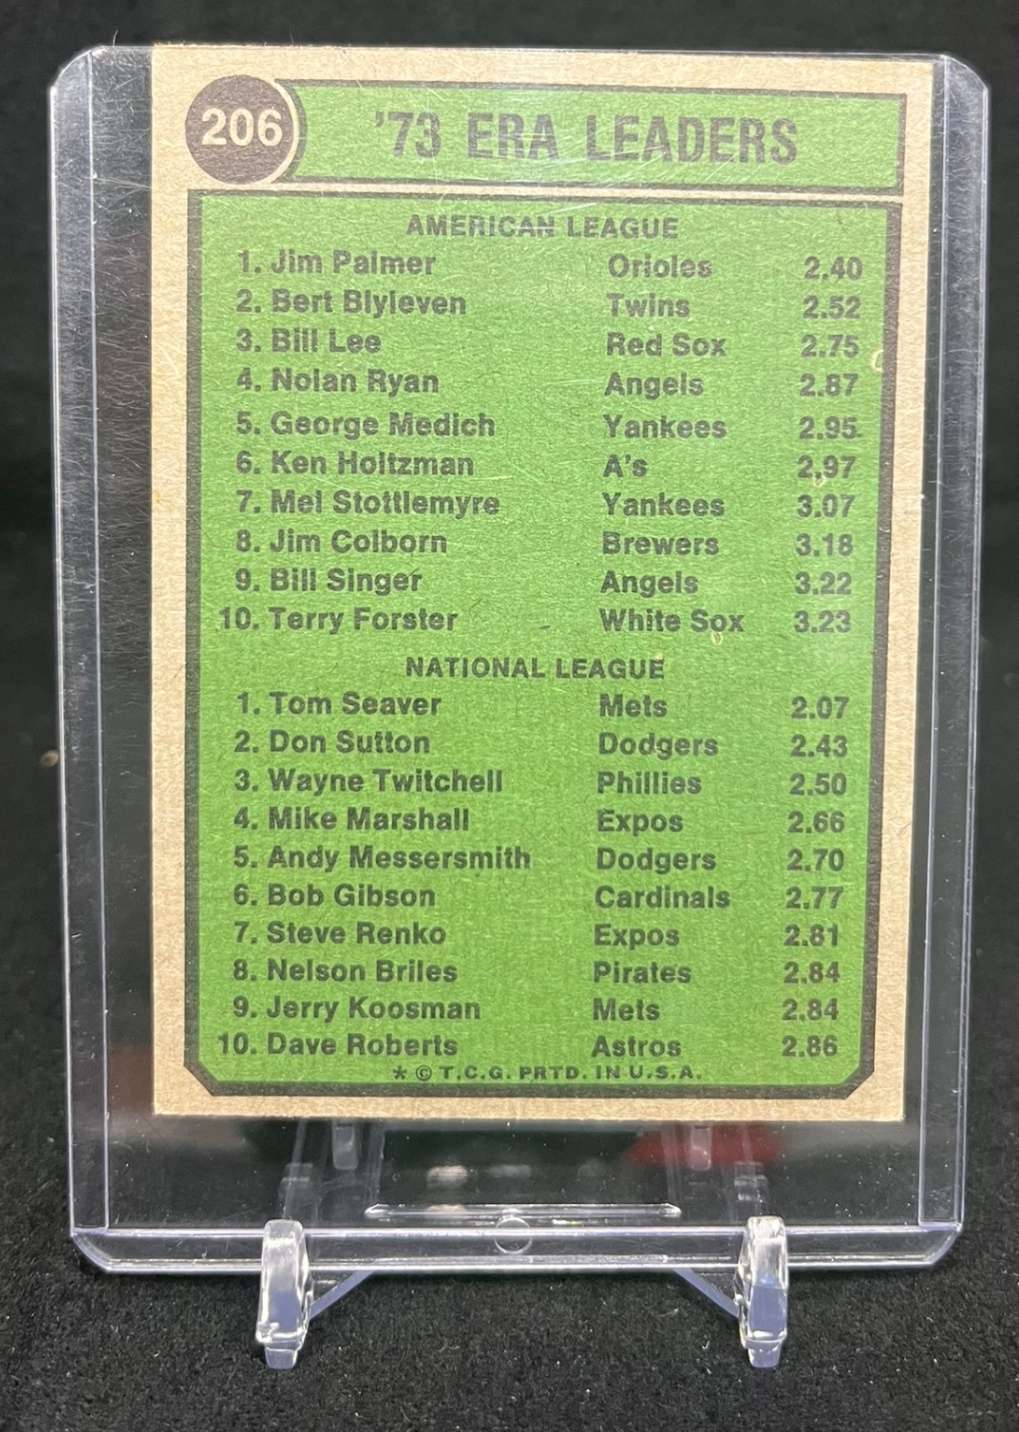 206 '73 ERA LEADERS
AMERICAN LEAGUE
1. Jim Palmer Orioles 2.40
2. Bert Blyleven Twins 2.52
3. Bill Lee Red Sox 2.75
4. Nolan Ryan Angels 2.87
5. George Medich Yankees 2.95
6. Ken Holtzman A's 2.97
7. Mel Stottlemyre Yankees 3.07
8. Jim Colborn Brewers 3.18
9. Bill Singer Angels 3.22
10. Terry Forster White Sox 3.23
NATIONAL LEAGUE
1. Tom Seaver Mets 2.07
2. Don Sutton Dodgers 2.43
3. Wayne Twitchell Phillies 2.50
4. Mike Marshall Expos 2.66
5. Andy Messersmith Dodgers 2.70
6. Bob Gibson Cardinals 2.77
7. Steve Renko Expos 2.81
8. Nelson Briles Pirates 2.84
9. Jerry Koosman Mets 2.84
10. Dave Roberts Astros 2.86
* © T.C.G. PRTD. IN U.S.A.